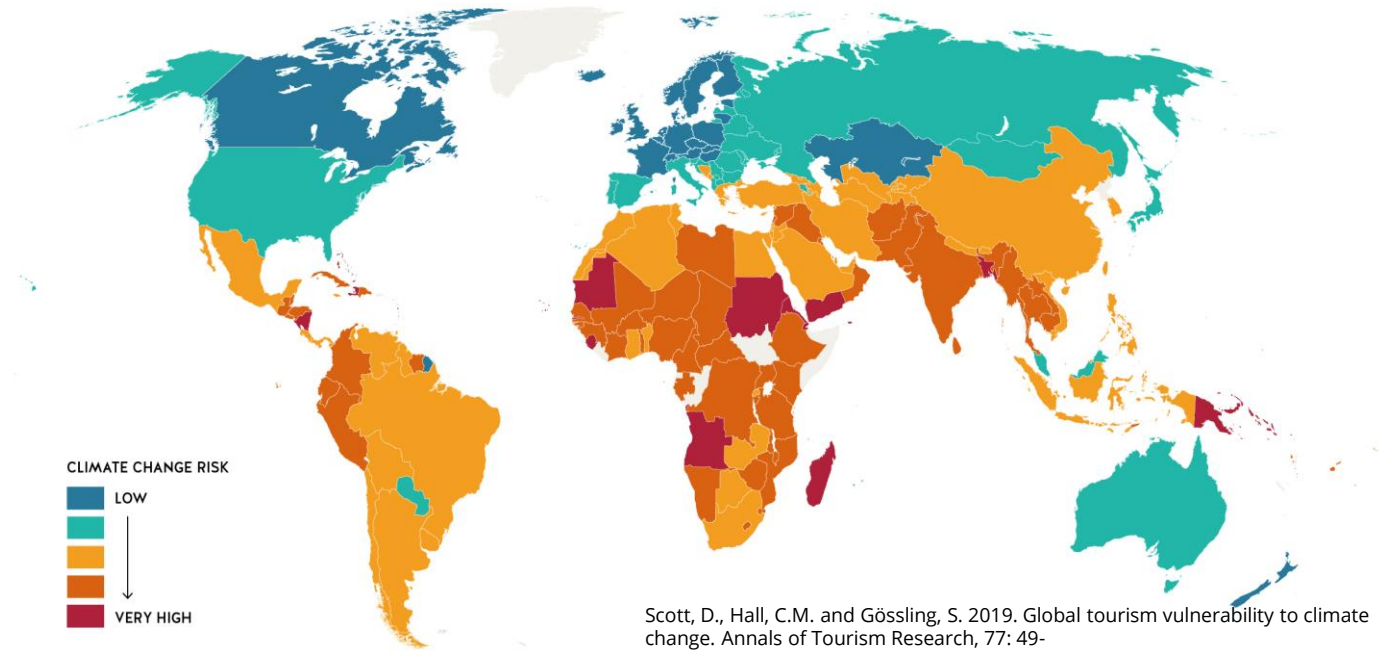 CLIMATE CHANGE RISK
LOW
VERY HIGH
Scott, D., Hall, C.M. and Gössling, S. 2019. Global tourism vulnerability to climate
change. Annals of Tourism Research, 77: 49-